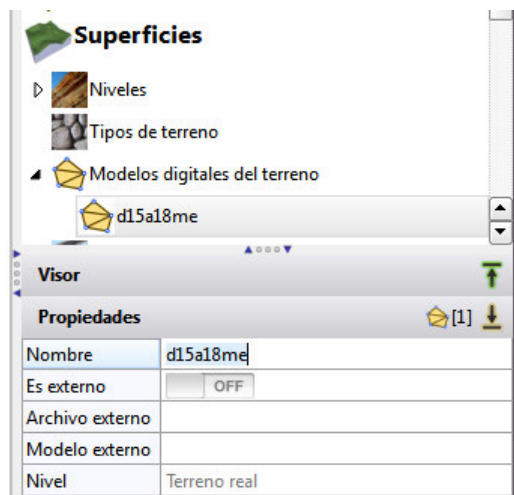 Superficies
Niveles
Tipos de terreno
Modelos digitales del terreno
d15a18me
Visor
Propiedades [1]
Nombre d15a18me
Es externo OFF
Archivo externo
Modelo externo
Nivel Terreno real